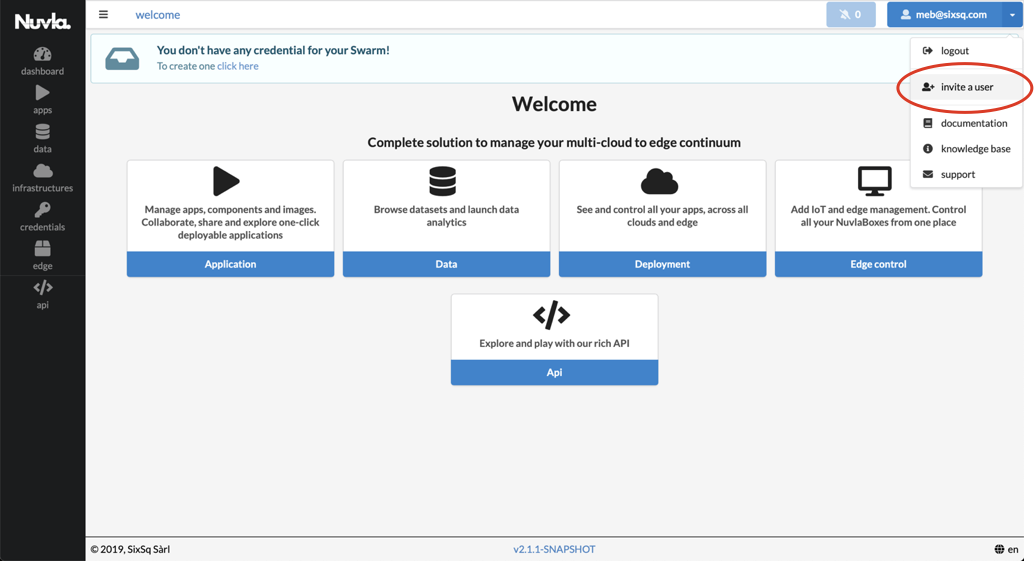 Nuvla.
welcome
0
meb@sixsq.com
dashboard
apps
data
infrastructures
credentials
edge
api
You don't have any credential for your Swarm!
To create one click here
logout
invite a user
documentation
knowledge base
support
Welcome
Complete solution to manage your multi-cloud to edge continuum
Manage apps, components and images.
Collaborate, share and explore one-click
deployable applications
Application
Browse datasets and launch data
analytics
Data
See and control all your apps, across all
clouds and edge
Deployment
Add IoT and edge management. Control
all your NuvlaBoxes from one place
Edge control
Explore and play with our rich API
Api
© 2019, SixSq Sàrl
v2.1.1-SNAPSHOT
en